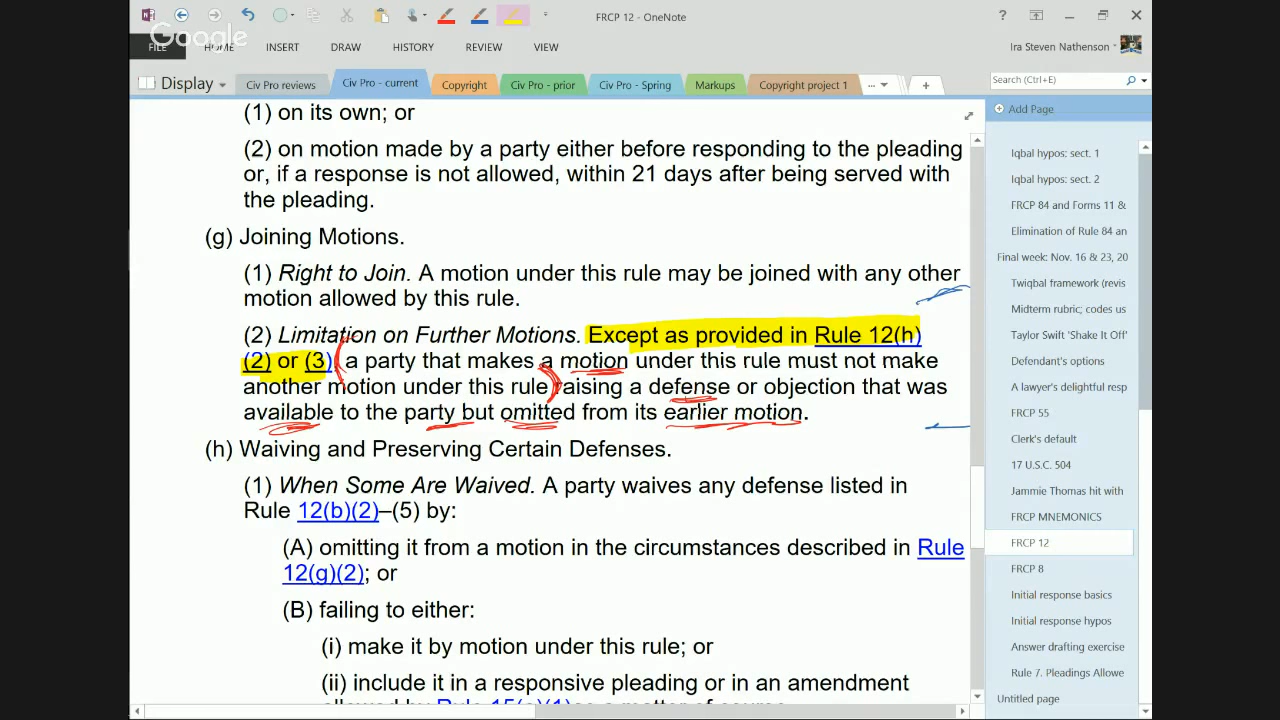 FRCP 12 - OneNote
Google
FILE HOME INSERT DRAW HISTORY REVIEW VIEW
Ira Steven Nathenson
Display Civ Pro reviews Civ Pro - current Copyright Civ Pro - prior Civ Pro - Spring Markups Copyright project 1 ... +
Search (Ctrl+E)
(1) on its own; or
(2) on motion made by a party either before responding to the pleading
or, if a response is not allowed, within 21 days after being served with
the pleading.
(g) Joining Motions.
(1) Right to Join. A motion under this rule may be joined with any other
motion allowed by this rule.
(2) Limitation on Further Motions. Except as provided in Rule 12(h)
(2) or (3), a party that makes a motion under this rule must not make
another motion under this rule raising a defense or objection that was
available to the party but omitted from its earlier motion.
(h) Waiving and Preserving Certain Defenses.
(1) When Some Are Waived. A party waives any defense listed in
Rule 12(b)(2)–(5) by:
(A) omitting it from a motion in the circumstances described in Rule
12(g)(2); or
(B) failing to either:
(i) make it by motion under this rule; or
(ii) include it in a responsive pleading or in an amendment
allowed by Rule 15(a)(1) as a matter of course.
Add Page
Iqbal hypos: sect. 1
Iqbal hypos: sect. 2
FRCP 84 and Forms 11 &
Elimination of Rule 84 an
Final week: Nov. 16 & 23, 20
Twiqbal framework (revis
Midterm rubric; codes us
Taylor Swift 'Shake It Off'
Defendant's options
A lawyer's delightful resp
FRCP 55
Clerk's default
17 U.S.C. 504
Jammie Thomas hit with
FRCP MNEMONICS
FRCP 12
FRCP 8
Initial response basics
Initial response hypos
Answer drafting exercise
Rule 7. Pleadings Allowe
Untitled page